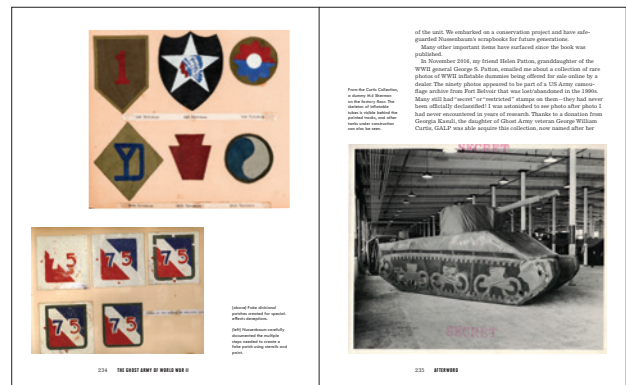 1
75
75
75
75
75
(above) Fake divisional
patches created for special-
effects deceptions.
(left) Nussenbaum carefully
documented the multiple
steps needed to create a
fake patch using stencils and
paint.
234 THE GHOST ARMY OF WORLD WAR II
of the unit. We embarked on a conservation project and have safe-
guarded Nussenbaum's scrapbooks for future generations.
Many other important items have surfaced since the book was
published.
In November 2016, my friend Helen Patton, granddaughter of the
WWII general George S. Patton, emailed me about a collection of rare
photos of WWII inflatable dummies being offered for sale online by a
dealer. The ninety photos appeared to be part of a US Army camou-
flage archive from Fort Belvoir that was lost/abandoned in the 1990s.
Many still had "secret" or "restricted" stamps on them—they had never
been officially declassified! I was astonished to see photo after photo I
had never encountered in years of research. Thanks to a donation from
Georgia Kasuli, the daughter of Ghost Army veteran George William
Curtis, GALP was able acquire this collection, now named after her
From the Curtis Collection,
a dummy M4 Sherman
on the factory floor. The
skeleton of inflatable
tubes is visible behind the
painted tracks, and other
tanks under construction
can also be seen.
SECRET
SECRET
235 AFTERWORD